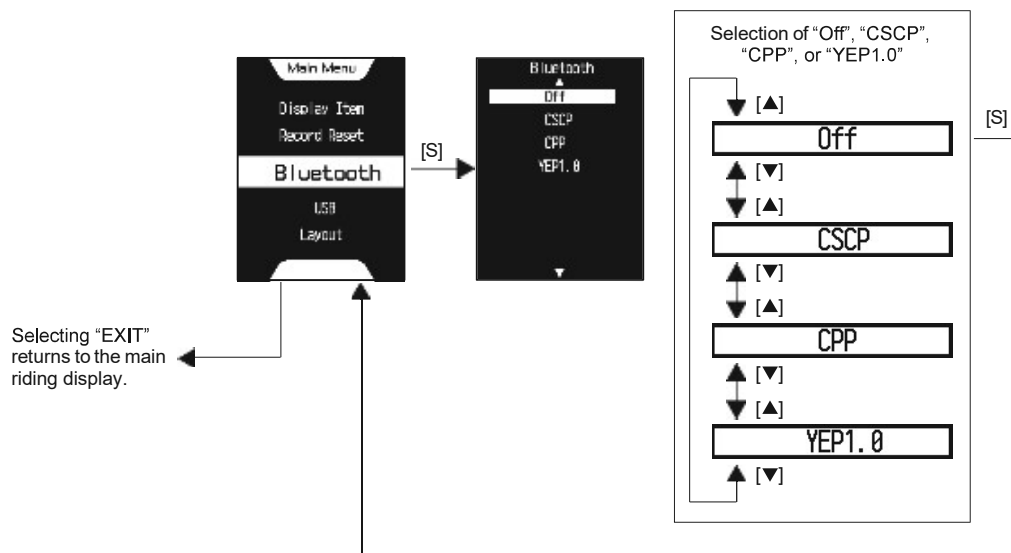 Main Menu
Display Item
Record Reset
Bluetooth
USB
Layout
[S]
Bluetooth
▲
Off
CSCP
CPP
YEP1.0
▼
Selecting “EXIT”
returns to the main
riding display.
Selection of “Off”, “CSCP”,
“CPP”, or “YEP1.0”
[▲]
Off
[S]
[▼]
[▲]
CSCP
[▼]
[▲]
CPP
[▼]
[▲]
YEP1.0
[▼]